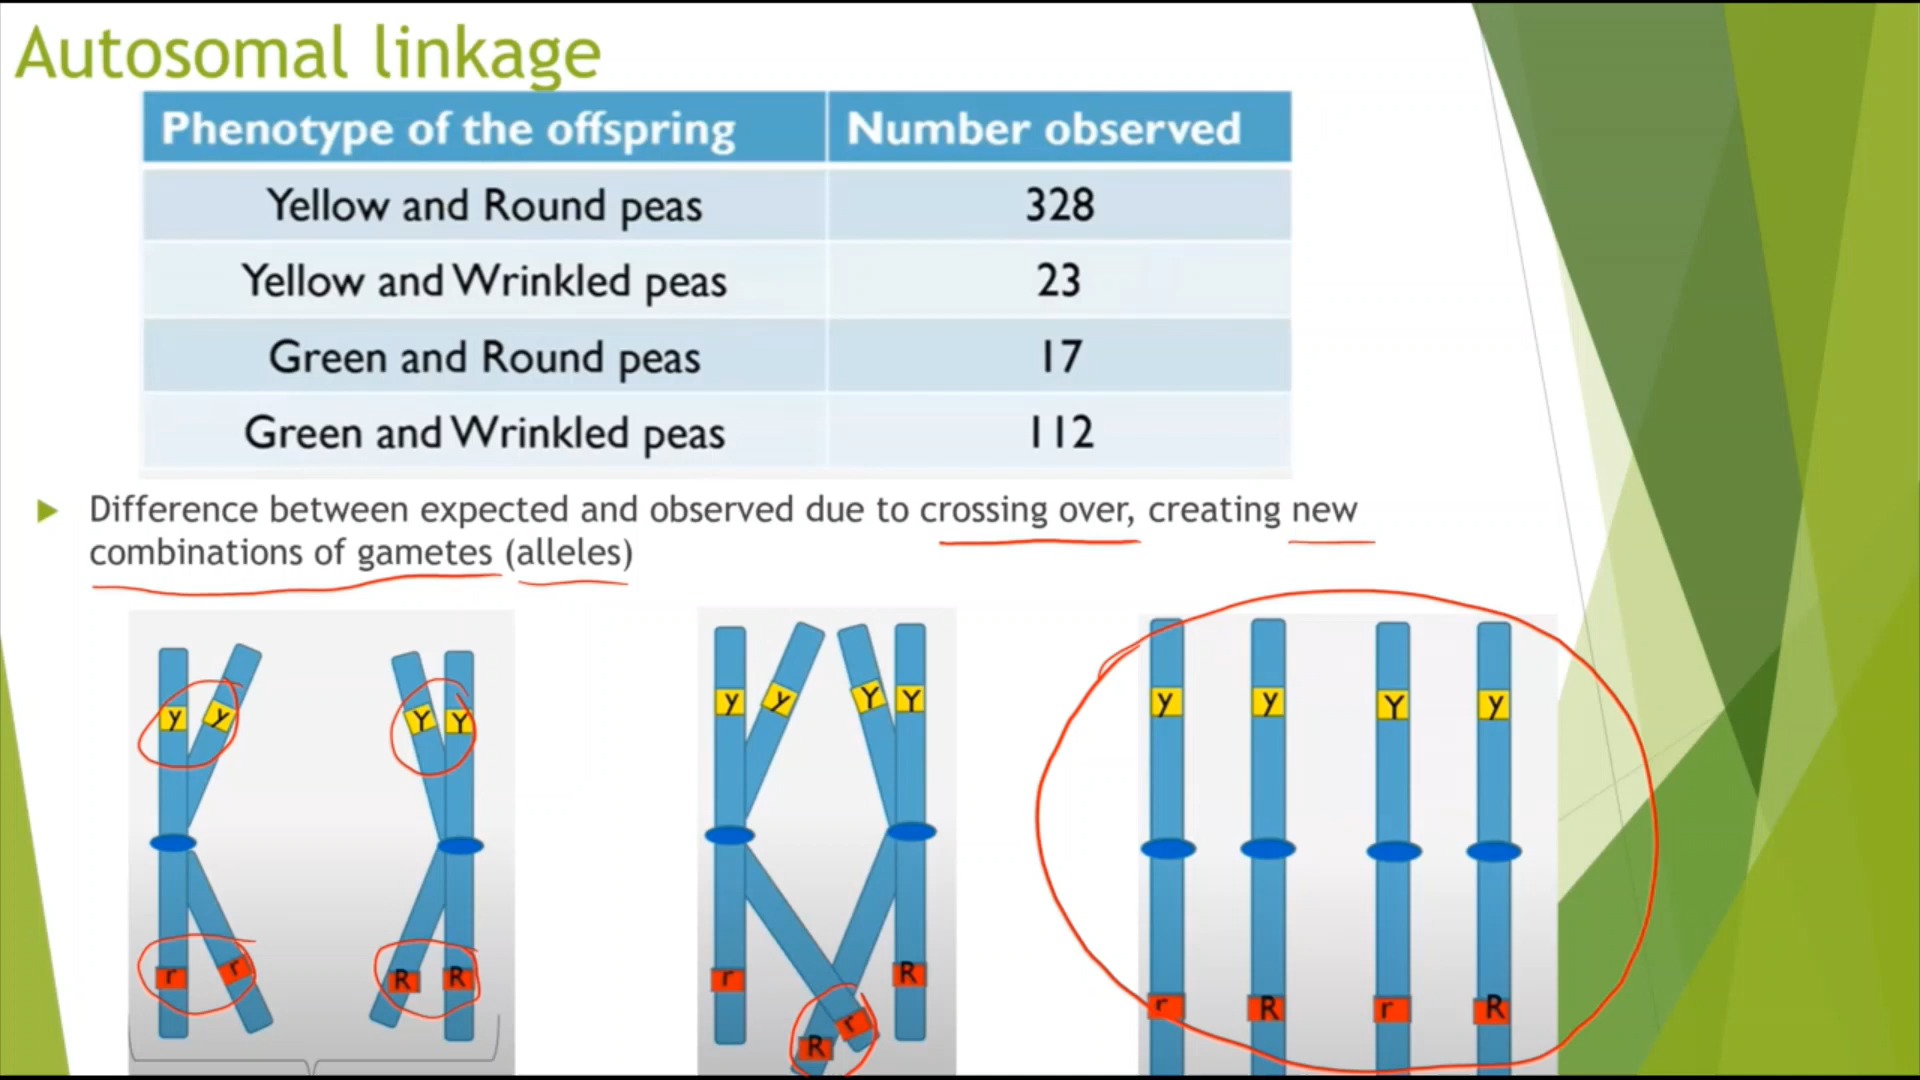 Autosomal linkage
Phenotype of the offspring Number observed
Yellow and Round peas 328
Yellow and Wrinkled peas 23
Green and Round peas 17
Green and Wrinkled peas 112
Difference between expected and observed due to crossing over, creating new
combinations of gametes (alleles)
y y Y Y
r r R R
y y Y Y
r R r R
y y Y y
r R r R